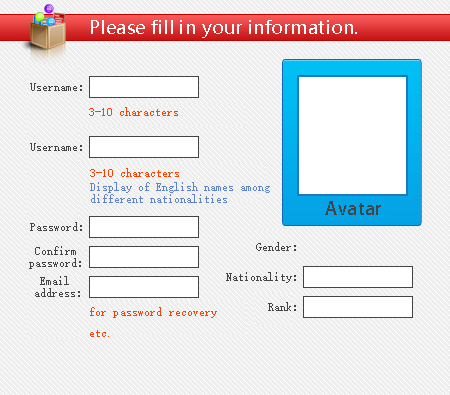 Please fill in your information.
Username:
3-10 characters
Username:
3-10 characters
Display of English names among
different nationalities
Avatar
Password:
Confirm
password:
Email
address:
for password recovery
etc.
Gender:
Nationality:
Rank: